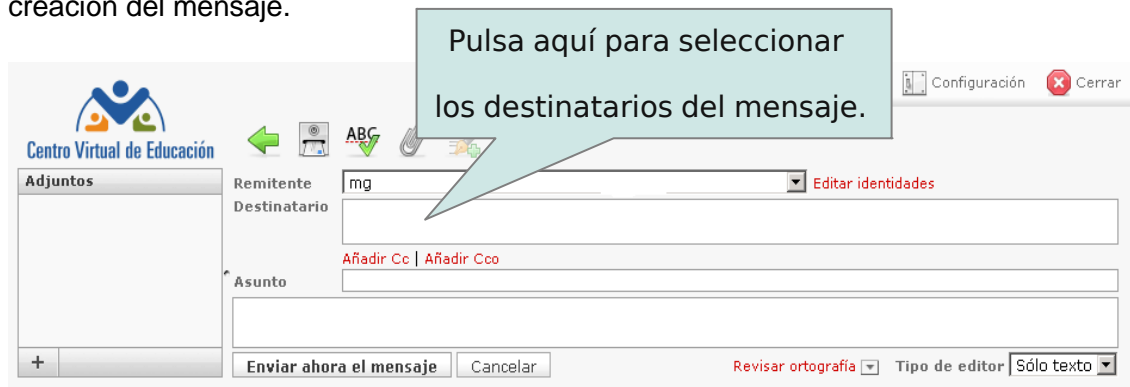 creación del mensaje.
Pulsa aquí para seleccionar
los destinatarios del mensaje.
Configuración Cerrar
ABC
Centro Virtual de Educación
Adjuntos
Remitente mg Editar identidades
Destinatario
Añadir Cc | Añadir Cco
Asunto
+ Enviar ahora el mensaje Cancelar Revisar ortografía Tipo de editor Sólo texto